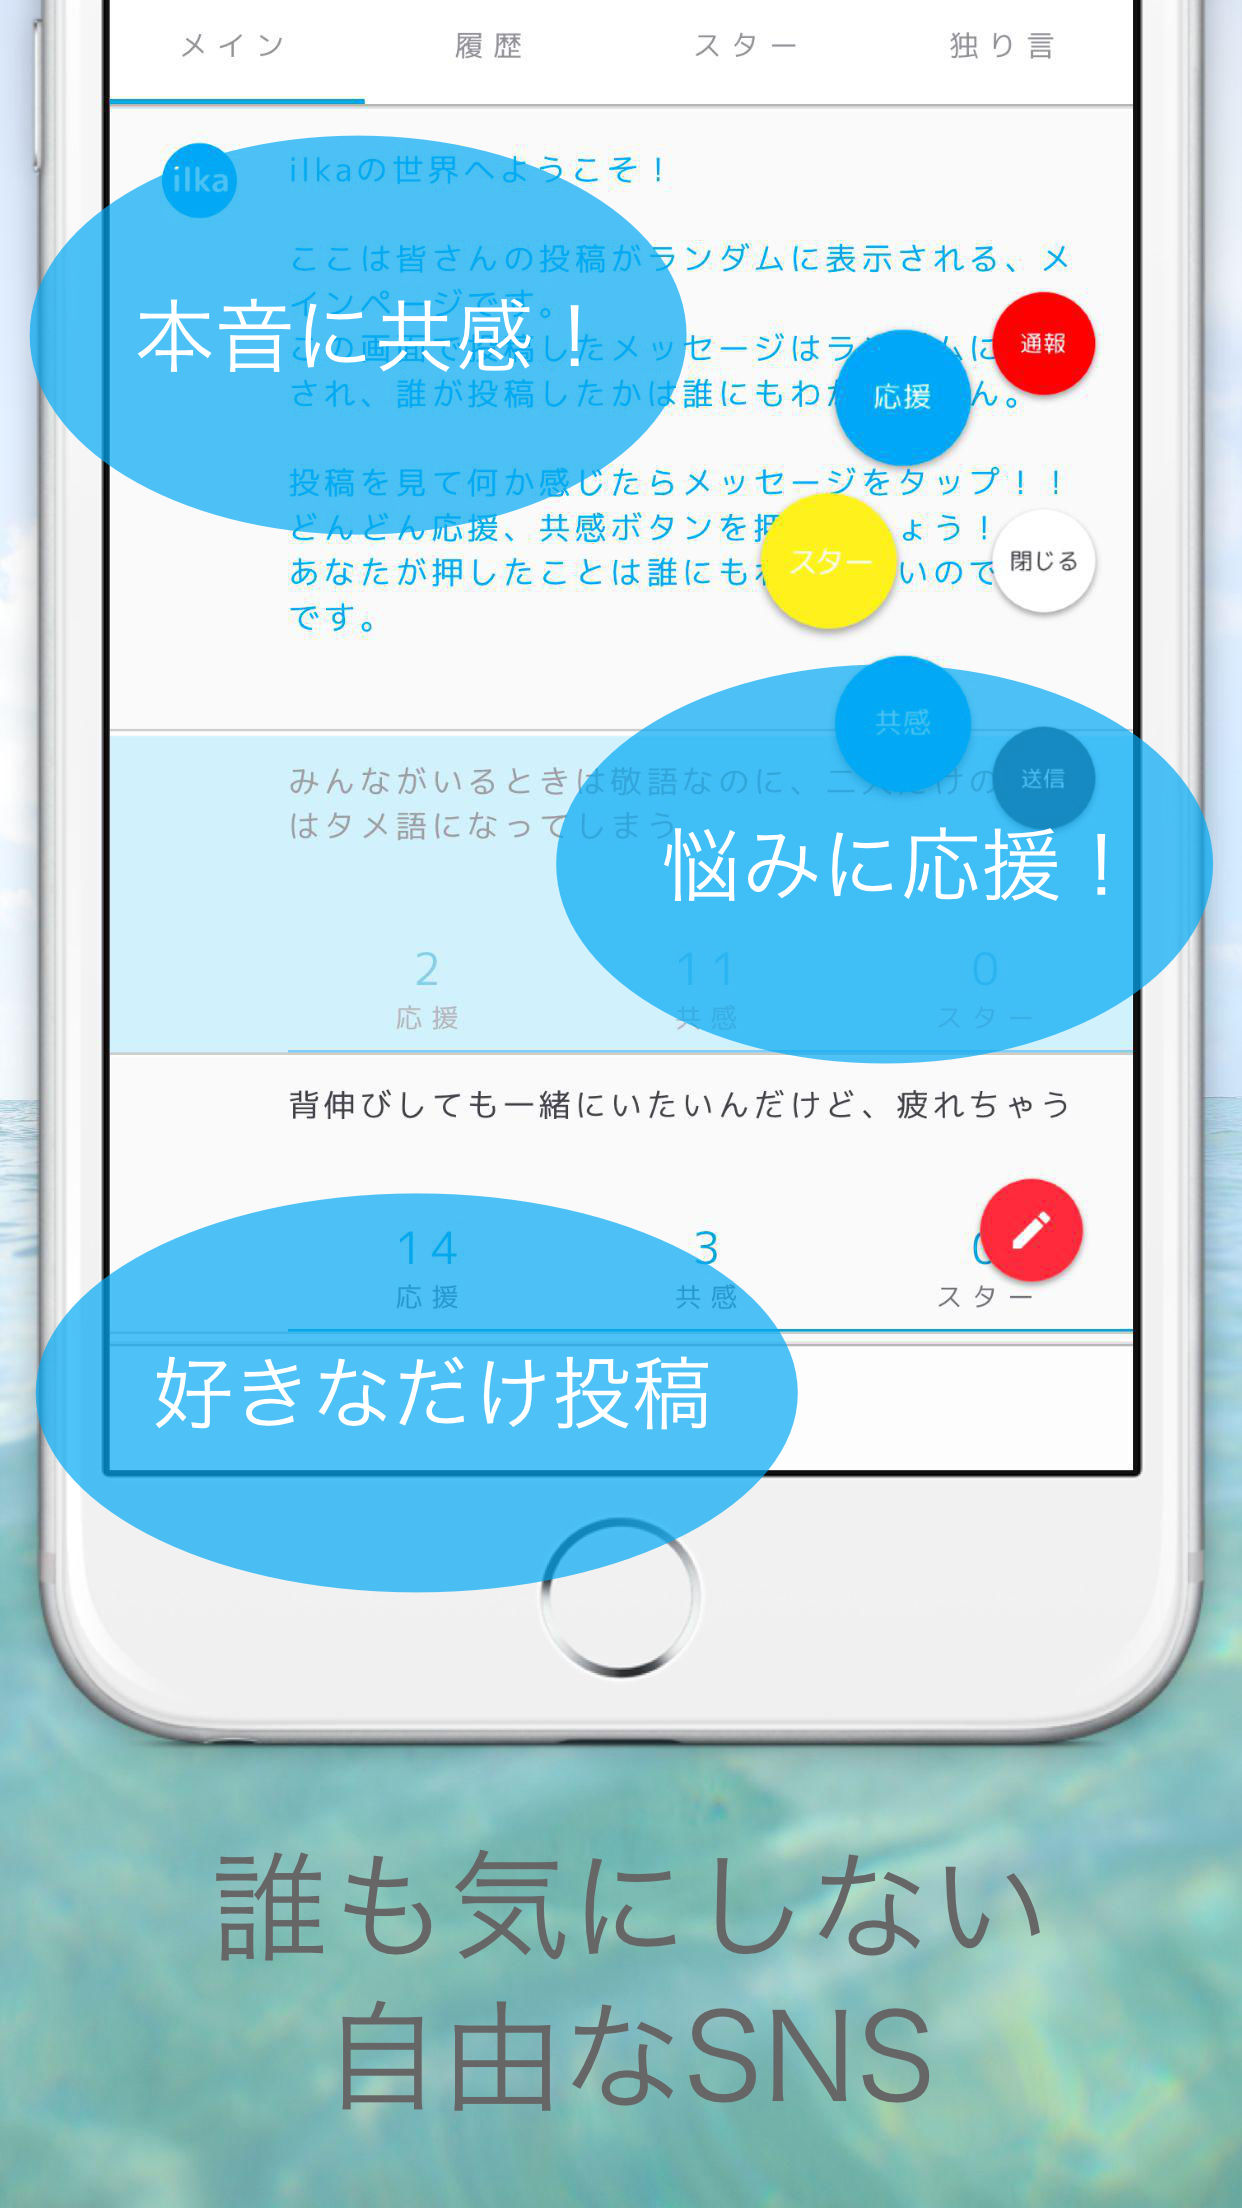 メイン 履歴 スター 独り言
ilka
ilkaの世界へようこそ！
ここは皆さんの投稿がランダムに表示される、メ
インページです。
この画面で投稿したメッセージはラ
ムに
され、誰が投稿したかは誰にもわ
ん。
投稿を見て何か感じたらメッセージをタップ！！
どんどん応援、共感ボタンを押
ょう！
あなたが押したことは誰にもわ
いので
です。
本音に共感！
通報
応援
スター
閉じる
共感
送信
みんながいるときは敬語なのに、二人だけの
はタメ語になってしまう
悩みに応援！
2 11 0
応援 共感 スター
背伸びしても一緒にいたいんだけど、疲れちゃう
14 3 0
応援 共感 スター
好きなだけ投稿
誰も気にしない
自由なSNS